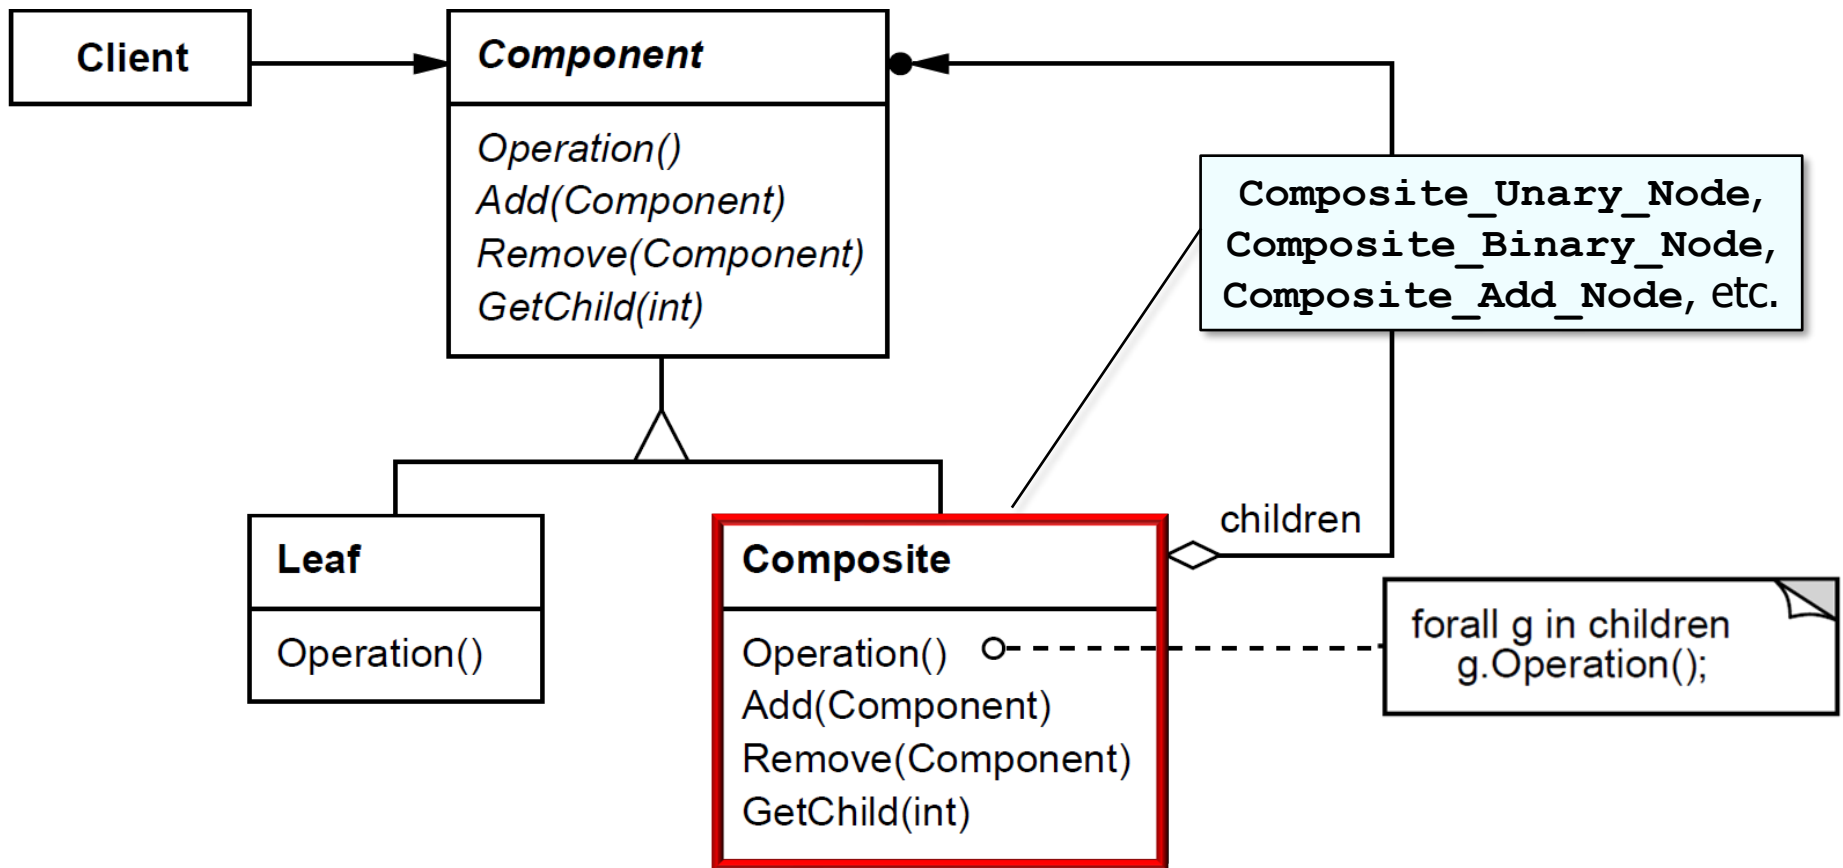 Client
Component
Operation()
Add(Component)
Remove(Component)
GetChild(int)
Composite_Unary_Node,
Composite_Binary_Node,
Composite_Add_Node, etc.
children
Leaf
Operation()
Composite
Operation()
Add(Component)
Remove(Component)
GetChild(int)
forall g in children
g.Operation();